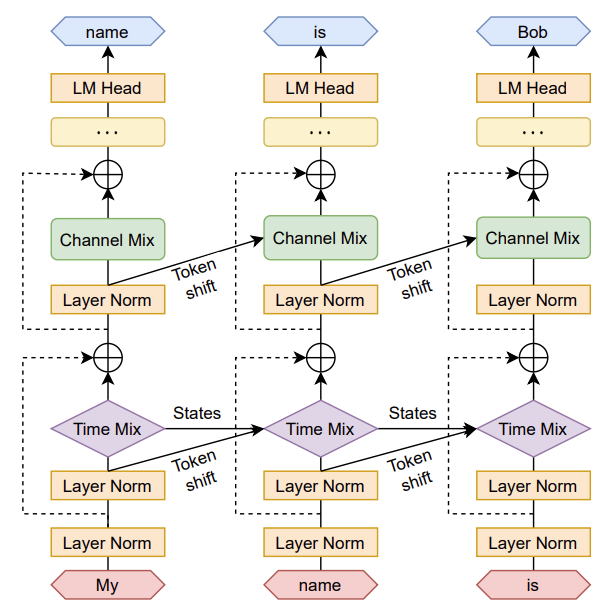 name is Bob
LM Head LM Head LM Head
... ... ...
Channel Mix Channel Mix Channel Mix
Token shift Token shift
Layer Norm Layer Norm Layer Norm
States States
Time Mix Time Mix Time Mix
Token shift Token shift
Layer Norm Layer Norm Layer Norm
Layer Norm Layer Norm Layer Norm
My name is